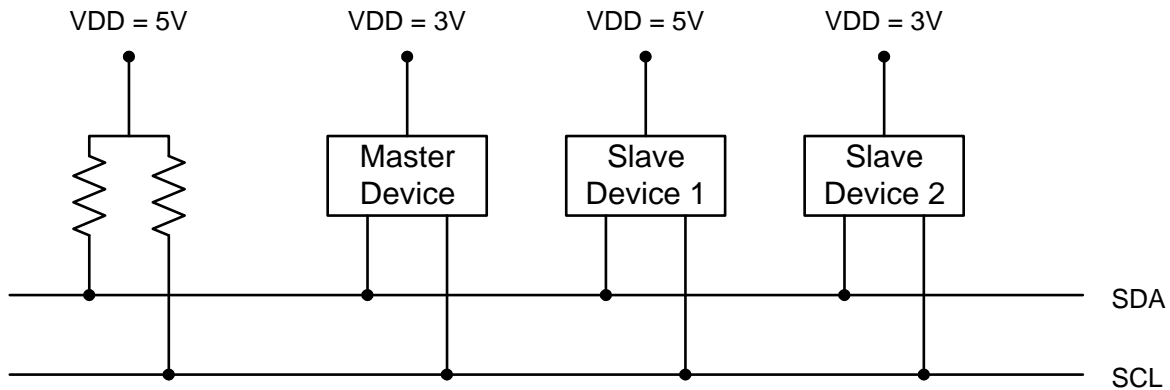 VDD = 5V
VDD = 3V
VDD = 5V
VDD = 3V
Master
Device
Slave
Device 1
Slave
Device 2
SDA
SCL